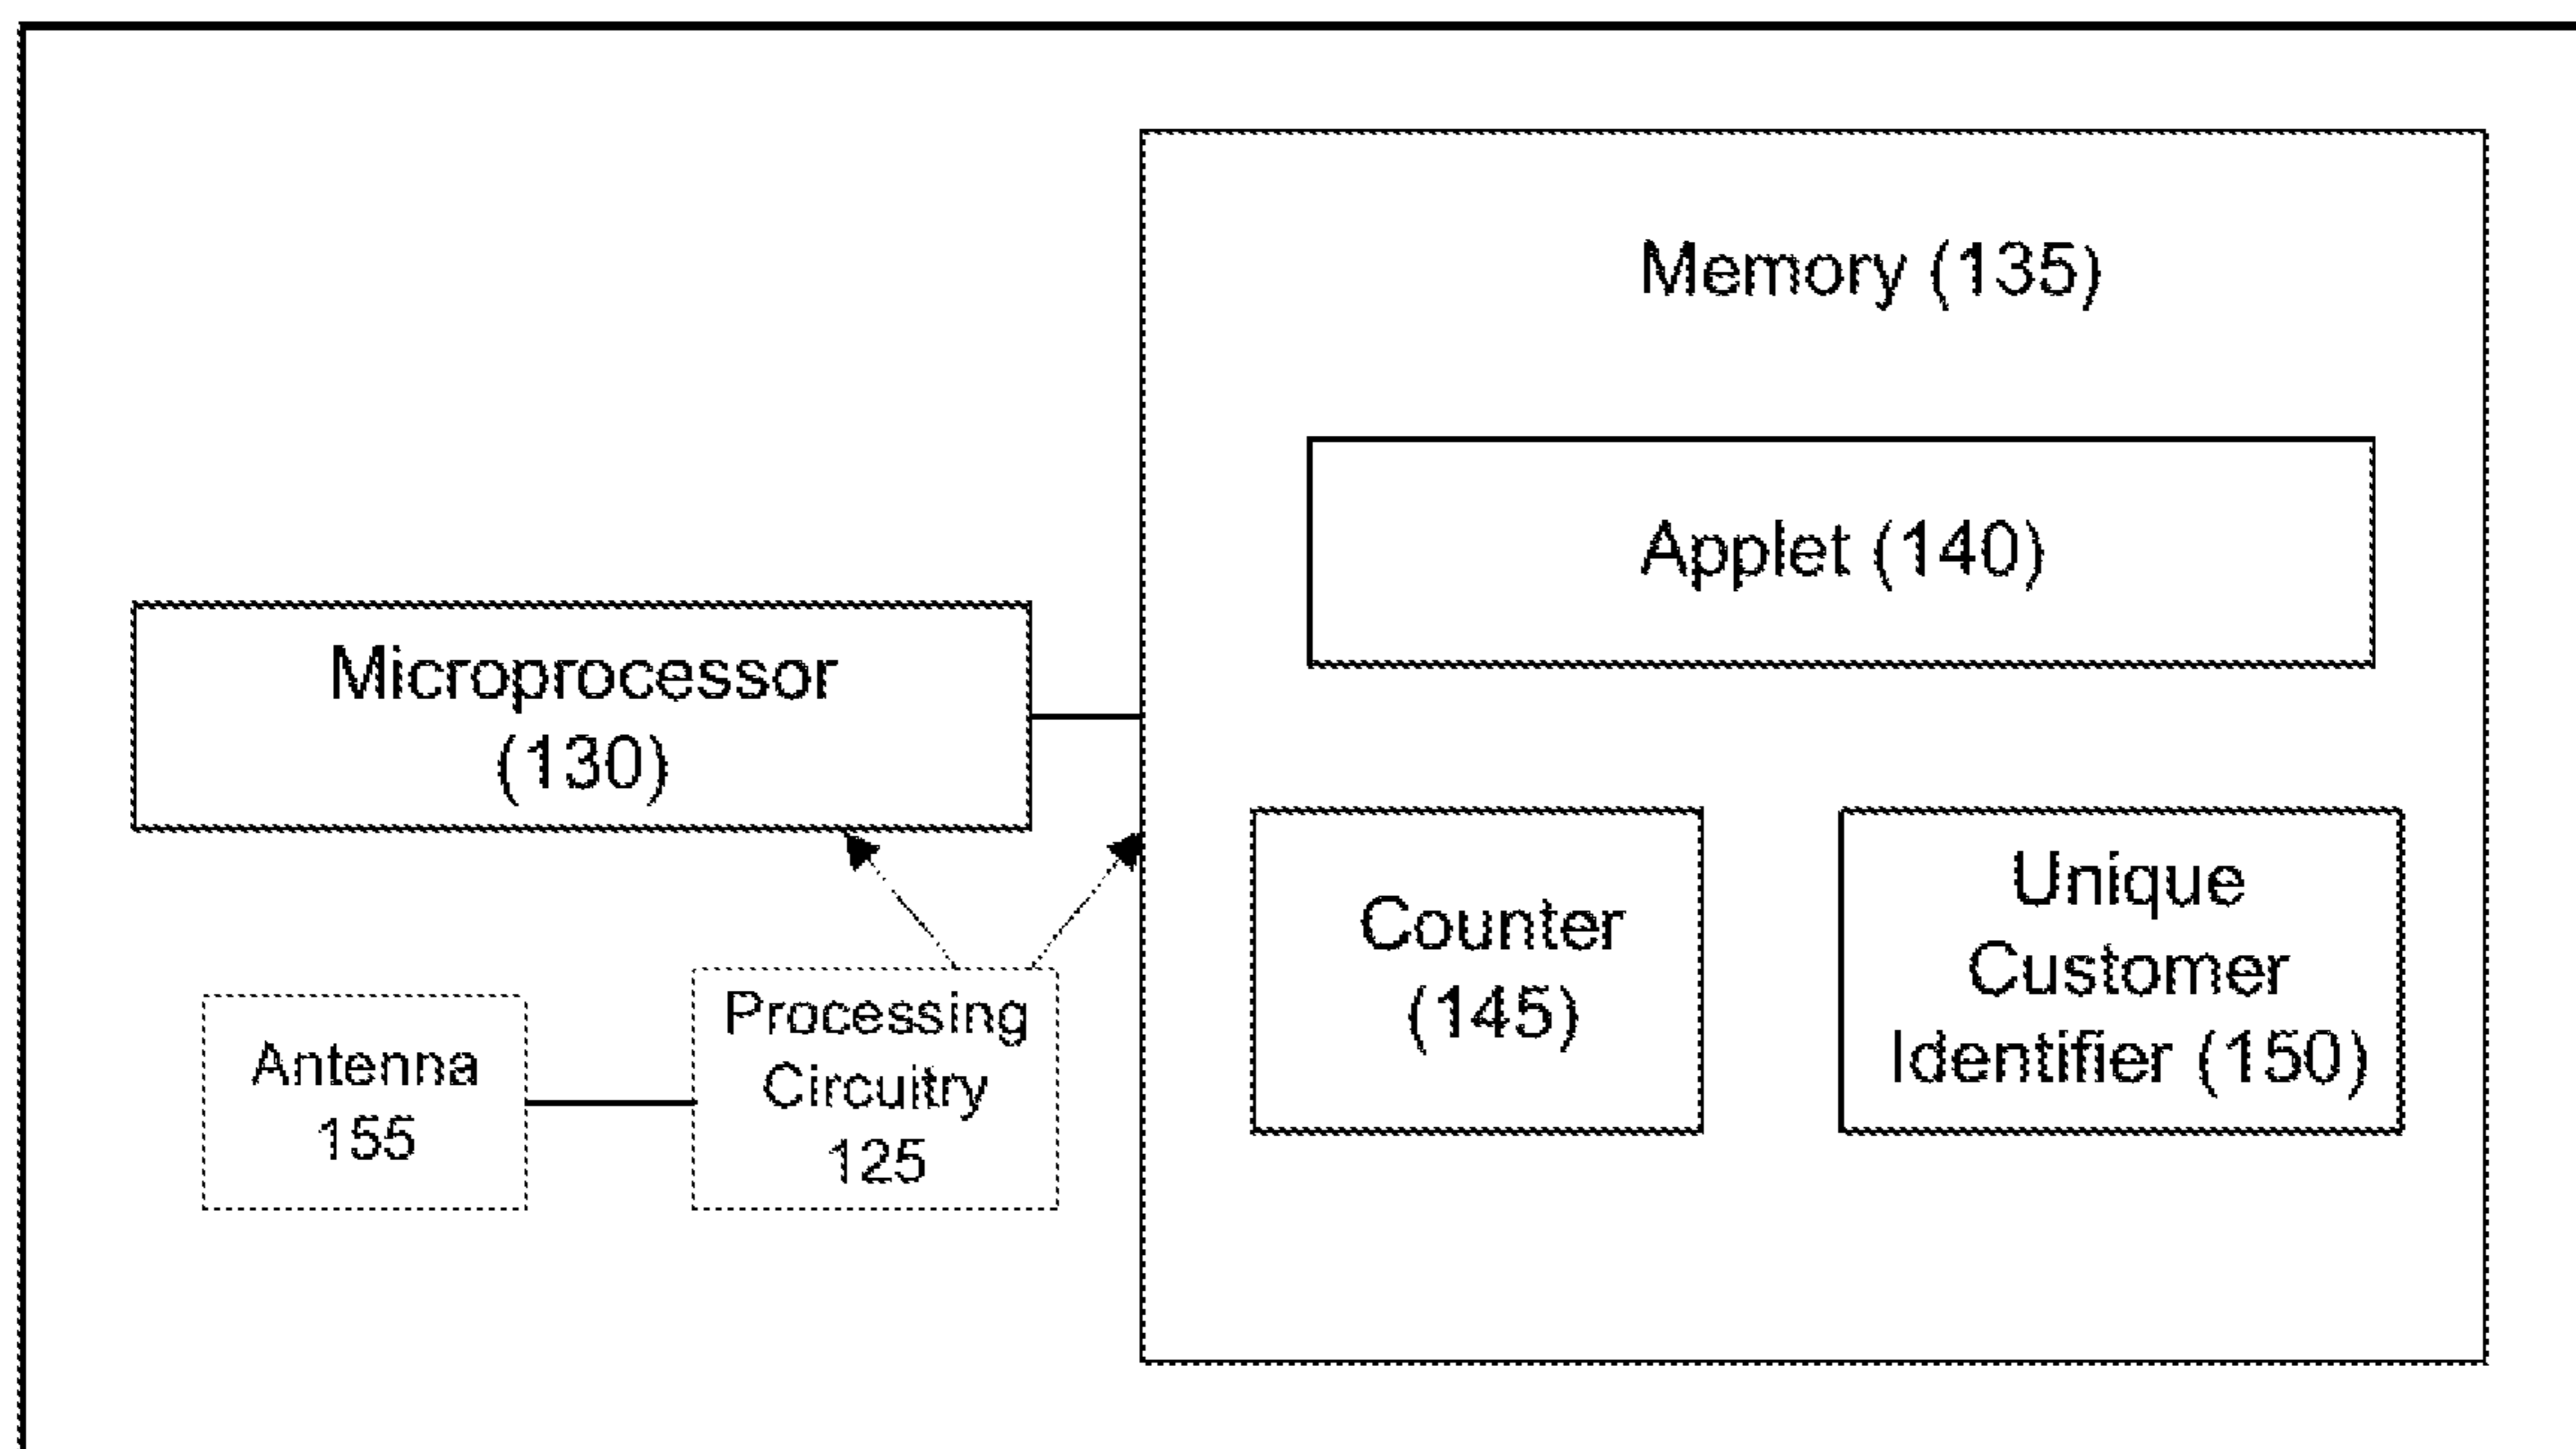 Memory (135)
Applet (140)
Microprocessor
(130)
Counter
(145)
Unique
Customer
Identifier (150)
Antenna
155
Processing
Circuitry
125